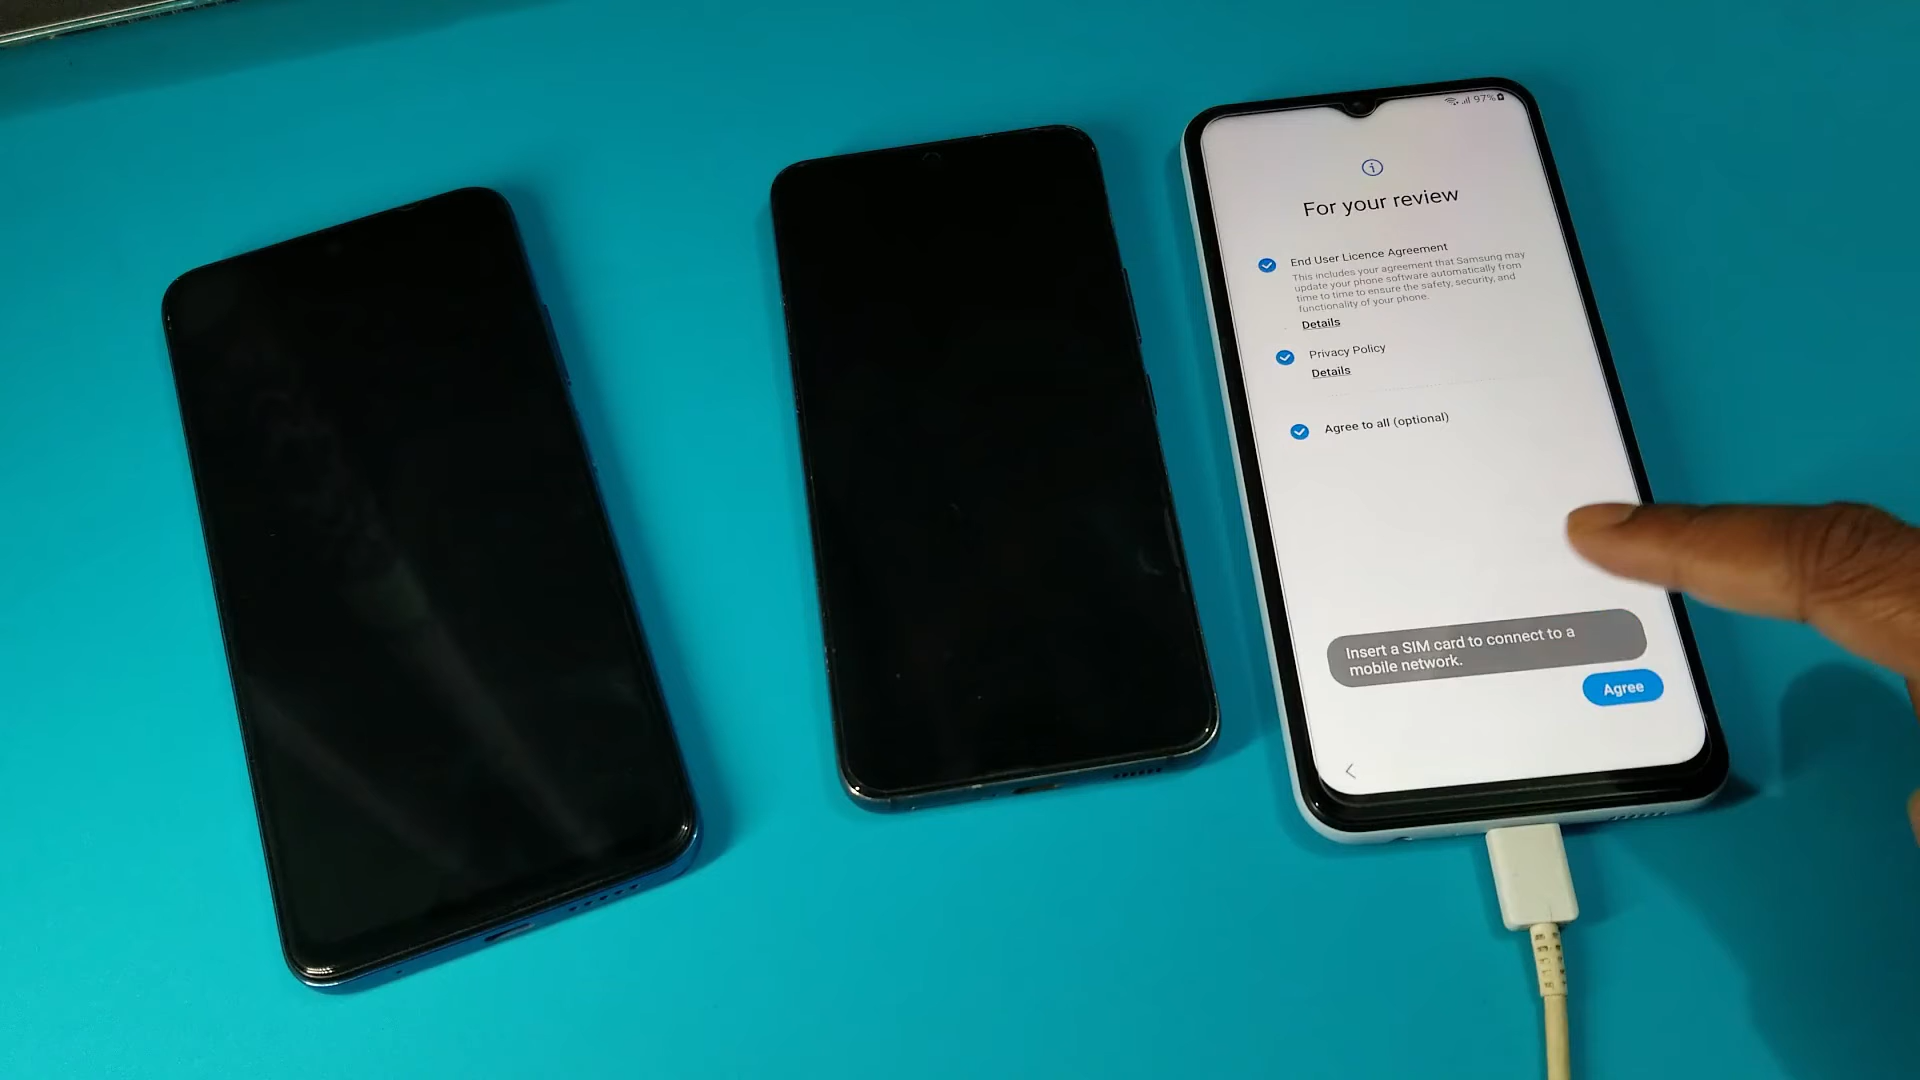 97%
For your review
End User Licence Agreement
This includes your agreement that Samsung may
update your phone software automatically from
time to time to ensure the safety, security, and
functionality of your phone.
Details
Privacy Policy
Details
Agree to all (optional)
Insert a SIM card to connect to a
mobile network.
Agree